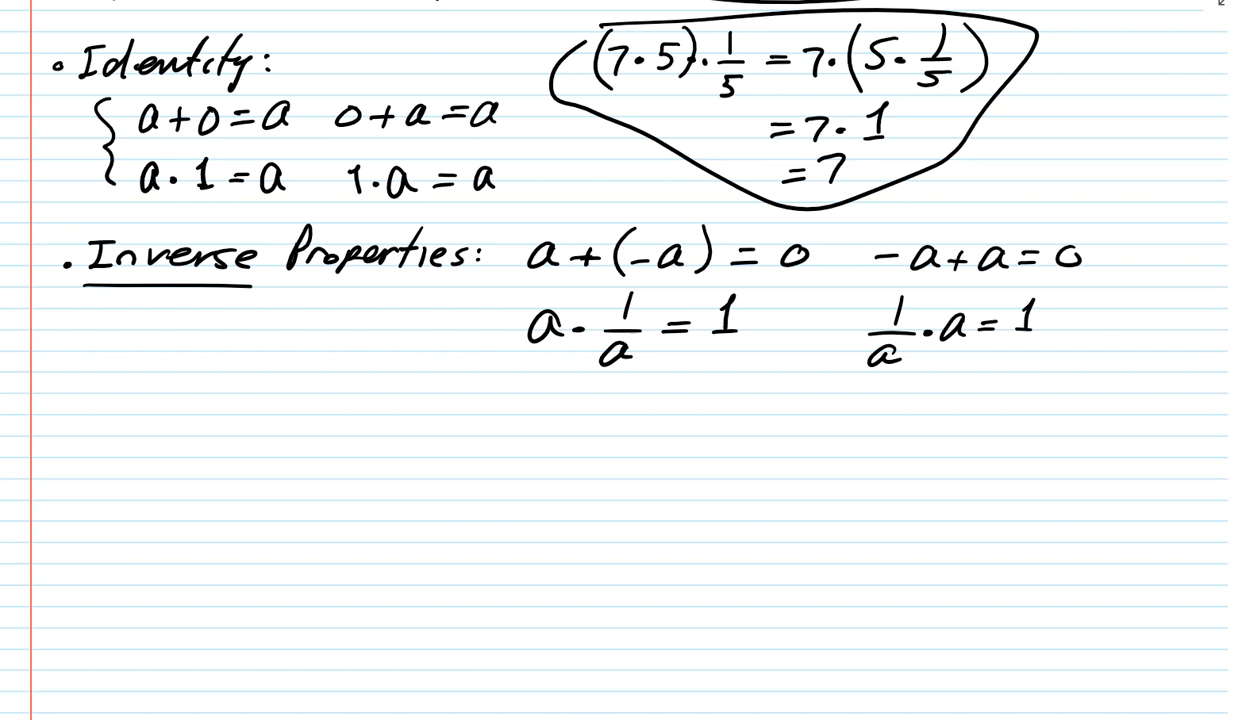 • Identity:
a + 0 = a   0 + a = a
a · 1 = a   1 · a = a
(7 · 5) · 1/5 = 7 · (5 · 1/5)
= 7 · 1
= 7
• Inverse Properties: a + (-a) = 0   -a + a = 0
a · 1/a = 1   1/a · a = 1